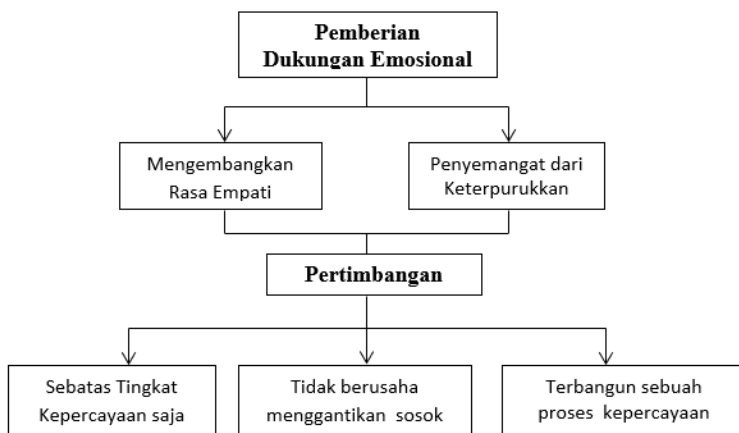 Pemberian
Dukungan Emosional
Mengembangkan
Rasa Empati
Penyemangat dari
Keterpurukkan
Pertimbangan
Sebatas Tingkat
Kepercayaan saja
Tidak berusaha
menggantikan sosok
Terbangun sebuah
proses kepercayaan